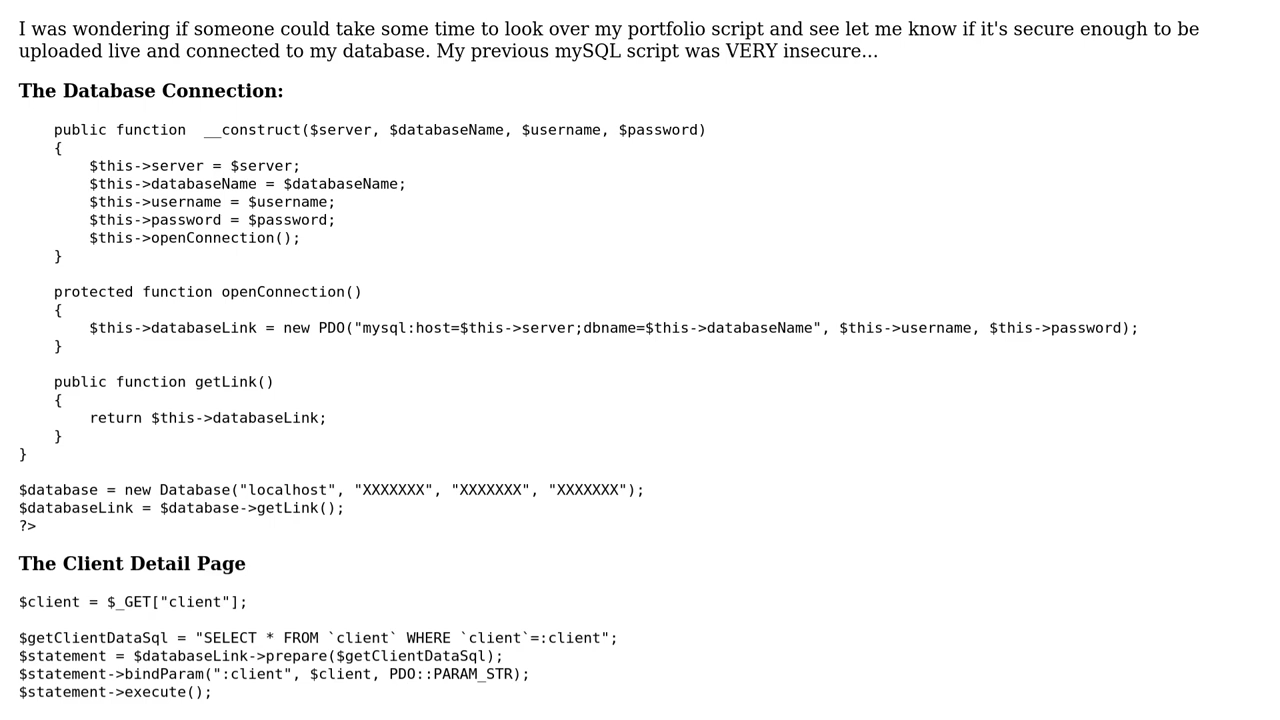 I was wondering if someone could take some time to look over my portfolio script and see let me know if it's secure enough to be
uploaded live and connected to my database. My previous mySQL script was VERY insecure...
The Database Connection:
    public function  __construct($server, $databaseName, $username, $password)
    {
        $this->server = $server;
        $this->databaseName = $databaseName;
        $this->username = $username;
        $this->password = $password;
        $this->openConnection();
    }

    protected function openConnection()
    {
        $this->databaseLink = new PDO("mysql:host=$this->server;dbname=$this->databaseName", $this->username, $this->password);
    }

    public function getLink()
    {
        return $this->databaseLink;
    }
}

$database = new Database("localhost", "XXXXXXX", "XXXXXXX", "XXXXXXX");
$databaseLink = $database->getLink();
?>
The Client Detail Page
$client = $_GET["client"];

$getClientDataSql = "SELECT * FROM `client` WHERE `client`=:client";
$statement = $databaseLink->prepare($getClientDataSql);
$statement->bindParam(":client", $client, PDO::PARAM_STR);
$statement->execute();